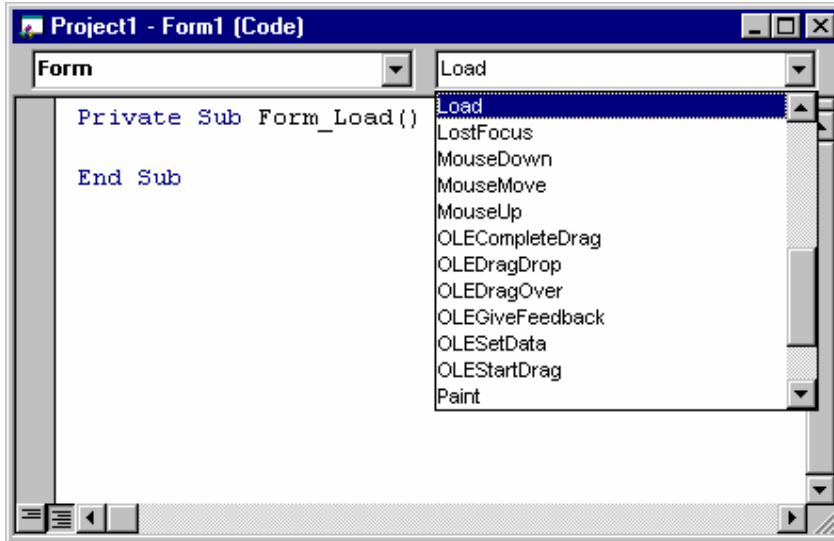 Project1 - Form1 (Code)
Form Load
Private Sub Form_Load()
End Sub
Load
LostFocus
MouseDown
MouseMove
MouseUp
OLECompleteDrag
OLEDragDrop
OLEDragOver
OLEGiveFeedback
OLESetData
OLEStartDrag
Paint